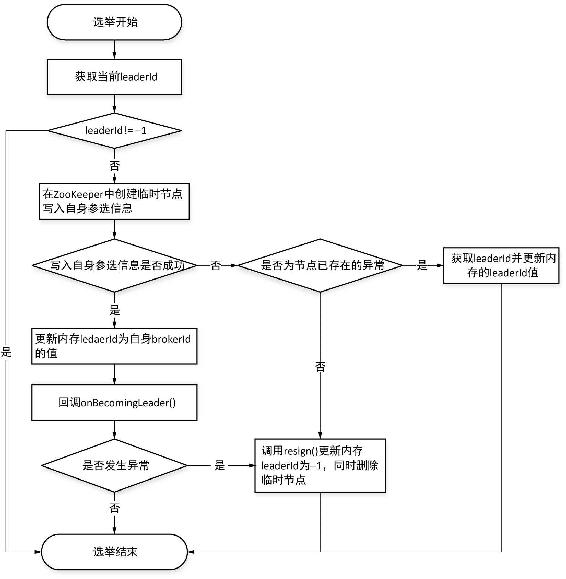 选举开始
获取当前leaderId
leaderId!=-1
否
在ZooKeeper中创建临时节点
写入自身参选信息
写入自身参选信息是否成功
否
是否为节点已存在的异常
是
获取leaderId并更新内
存的leaderId值
是
更新内存ledaerId为自身brokerId
的值
是
否
回调onBecomingLeader()
是否发生异常
是
调用resign()更新内存
leaderId为-1，同时删除
临时节点
否
选举结束